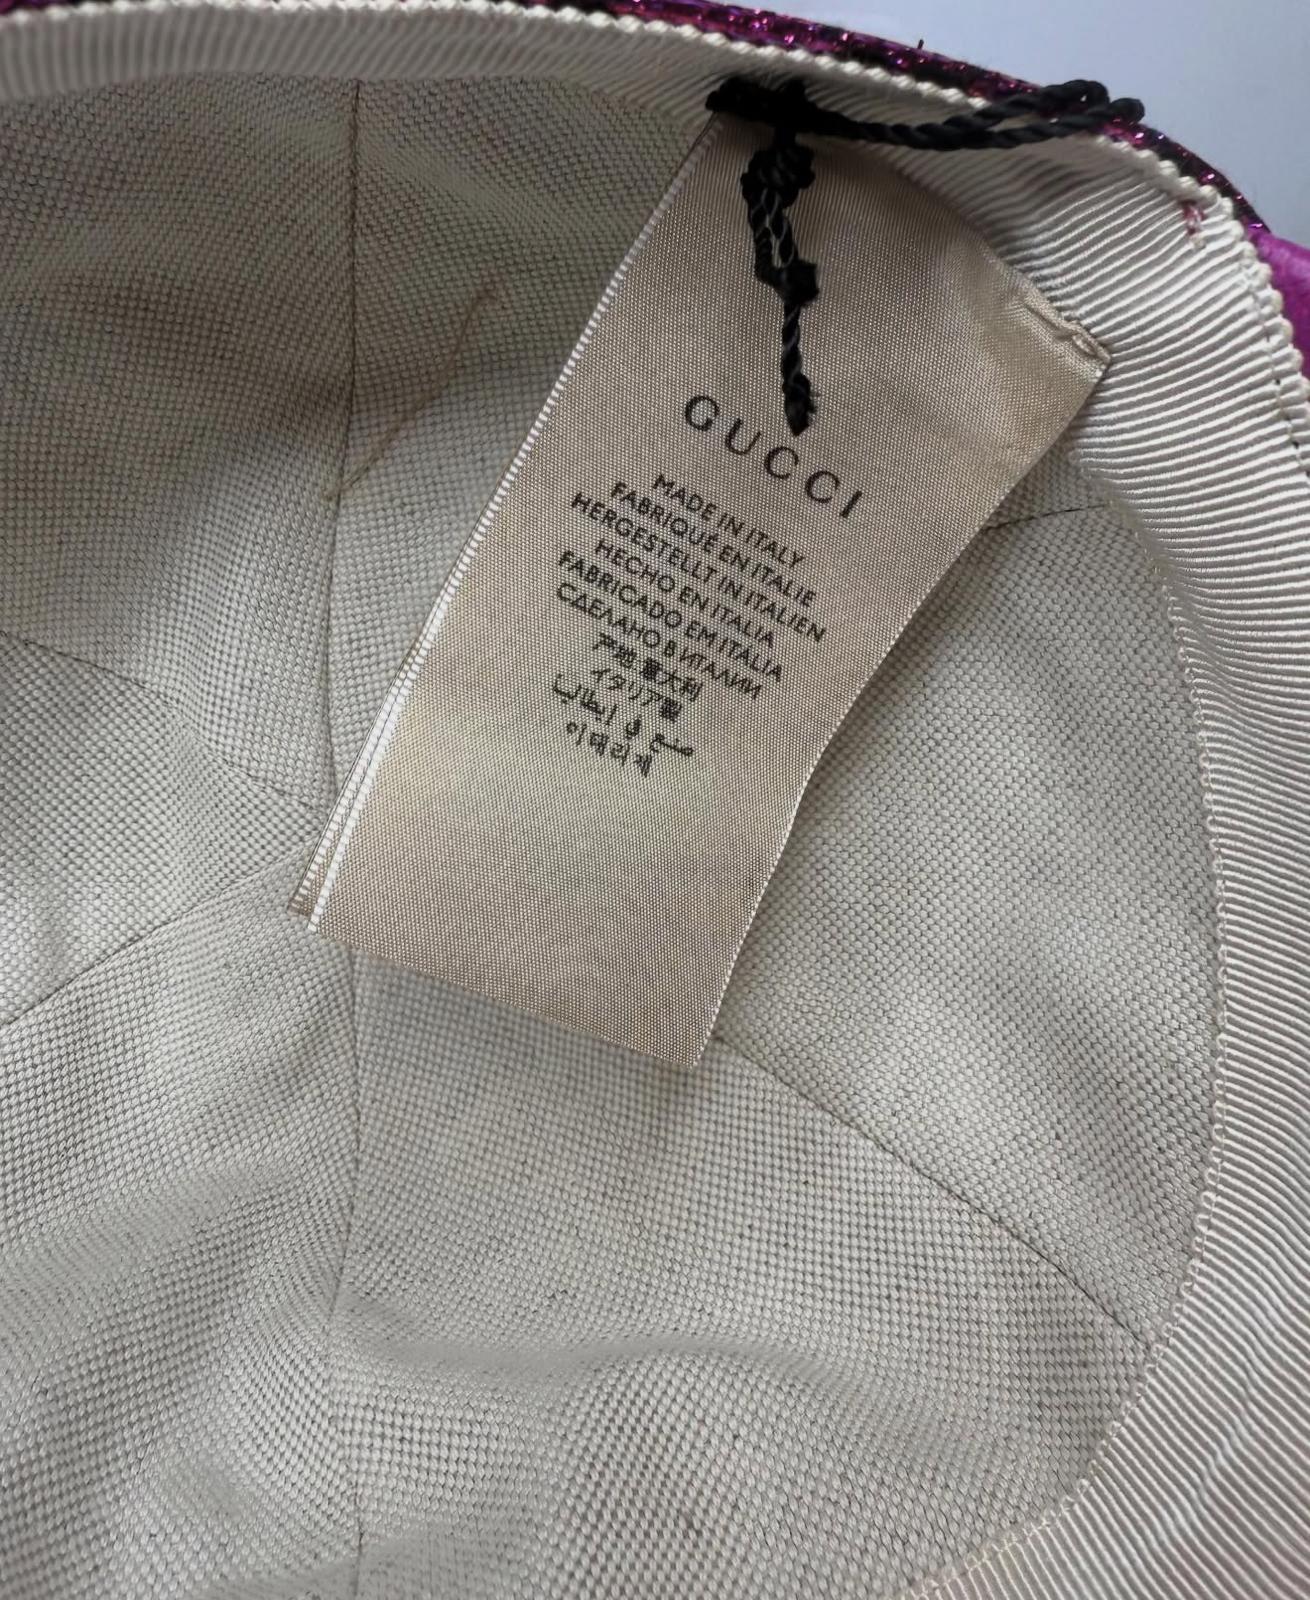 GUCCI
MADE IN ITALY
FABRIQUÉ EN ITALIE
HERGESTELLT IN ITALIEN
HECHO EN ITALIA
FABRICADO EM ITALIA
СДЕЛАНО В ИТАЛИИ
产地 意大利
イタリア製
صنع في إيطاليا
이태리제